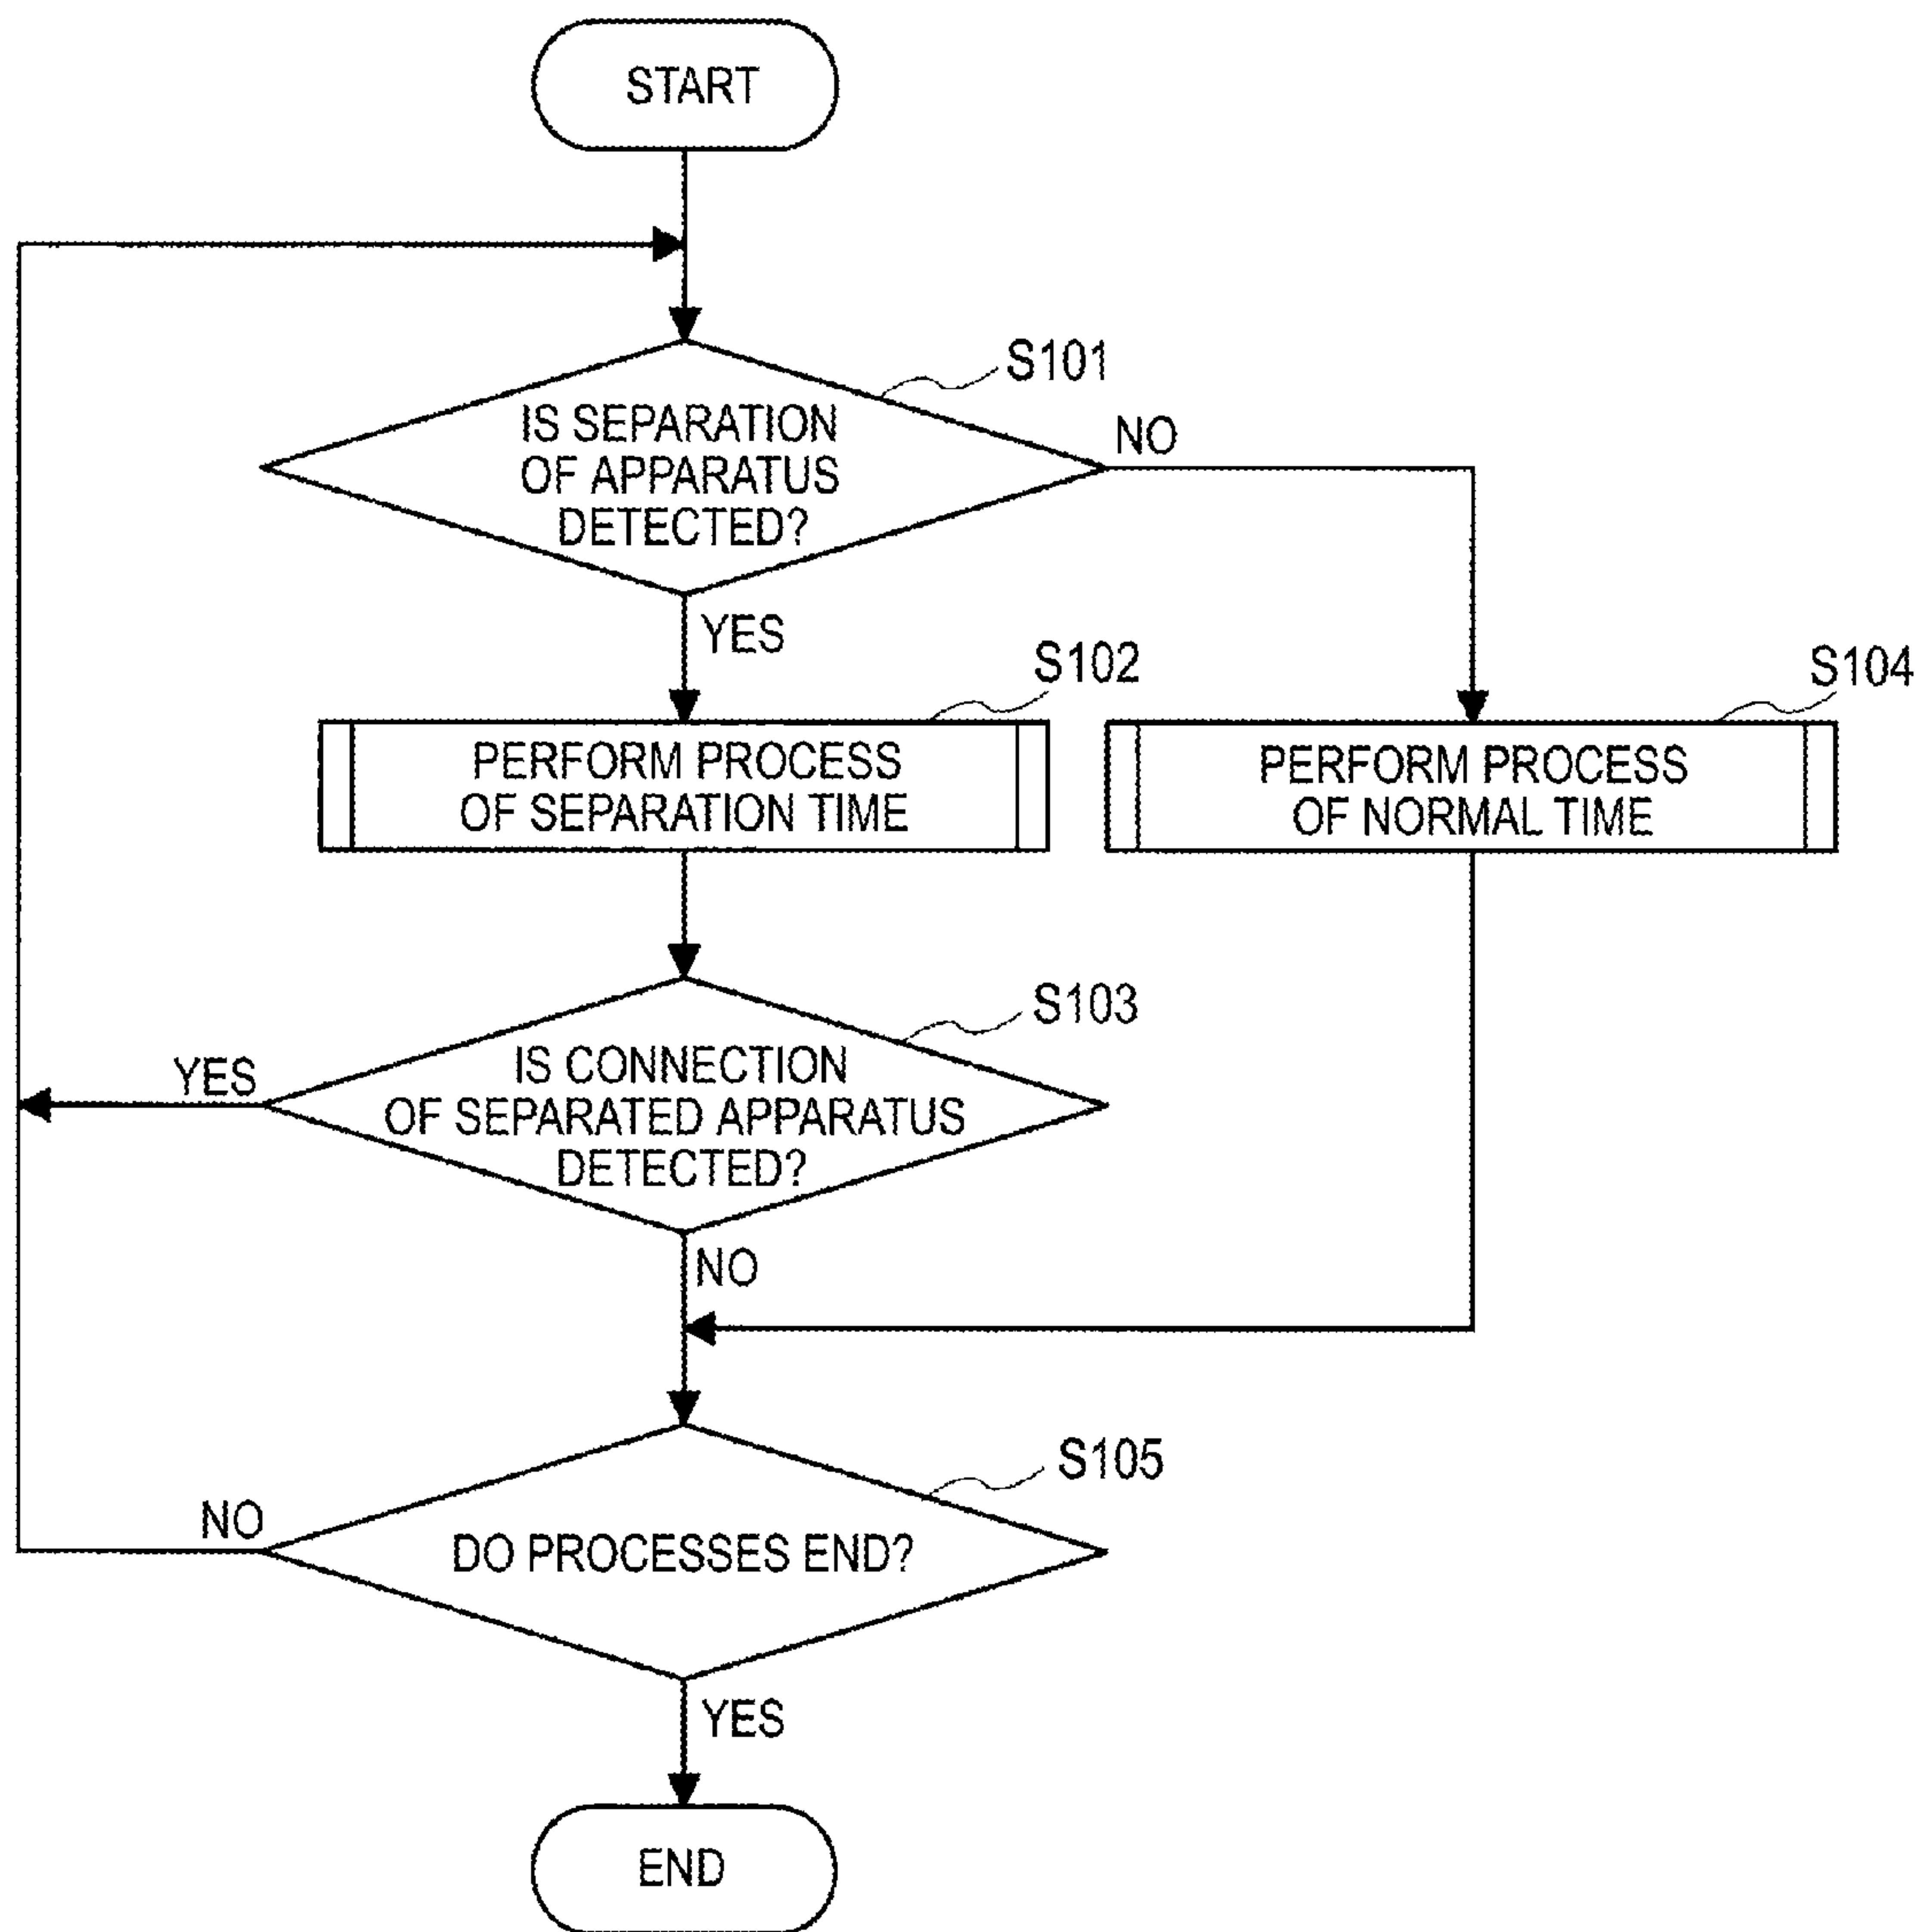 START
S101
IS SEPARATION
OF APPARATUS
DETECTED?
NO
YES
S102
PERFORM PROCESS
OF SEPARATION TIME
S104
PERFORM PROCESS
OF NORMAL TIME
S103
IS CONNECTION
OF SEPARATED APPARATUS
DETECTED?
YES
NO
S105
DO PROCESSES END?
NO
YES
END